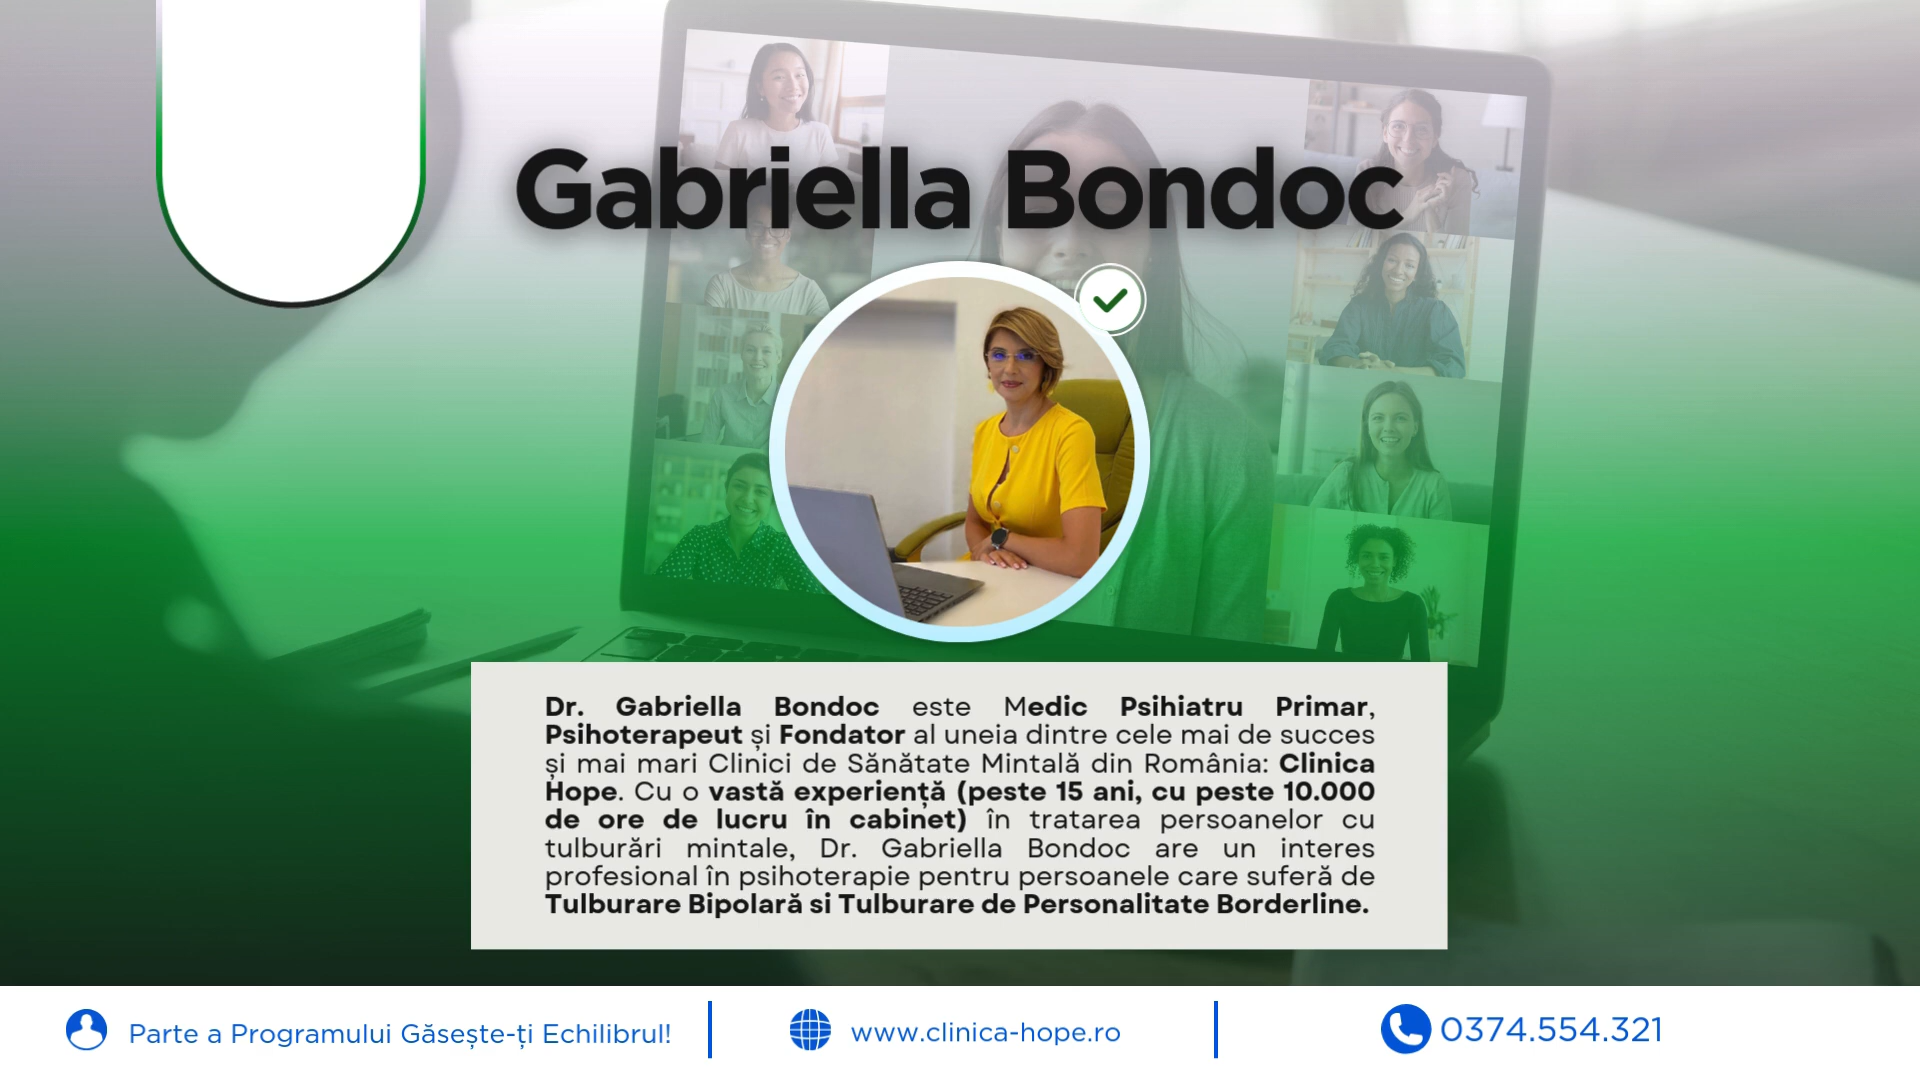 Gabriella Bondoc
Dr. Gabriella Bondoc este Medic Psihiatru Primar,
Psihoterapeut și Fondator al uneia dintre cele mai de succes
și mai mari Clinici de Sănătate Mintală din România: Clinica
Hope. Cu o vastă experiență (peste 15 ani, cu peste 10.000
de ore de lucru în cabinet) în tratarea persoanelor cu
tulburări mintale, Dr. Gabriella Bondoc are un interes
profesional în psihoterapie pentru persoanele care suferă de
Tulburare Bipolară si Tulburare de Personalitate Borderline.
Parte a Programului Găsește-ți Echilibrul!
www.clinica-hope.ro
0374.554.321